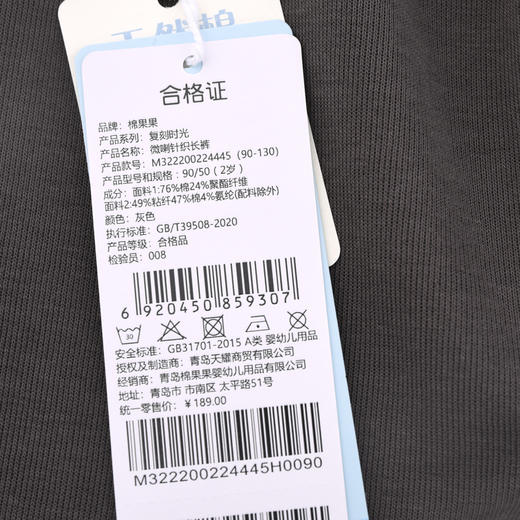 天然棉
合格证
品牌: 棉果果
产品系列: 复刻时光
产品名称: 微喇针织长裤
产品款号: M322200224445 (90-130)
产品型号和规格: 90/50 (2岁)
成分: 面料1:76%棉24%聚酯纤维
面料2:49%粘纤47%棉4%氨纶(配料除外)
颜色: 灰色
执行标准: GB/T39508-2020
产品等级: 合格品
检验员: 008
6 920450 859307
30
安全标准: GB31701-2015 A类 婴幼儿用品
授权及制造商: 青岛天耀商贸有限公司
经销商: 青岛棉果果婴幼儿用品有限公司
地址: 青岛市 市南区 太平路51号
统一零售价: ¥189.00
M322200224445H0090